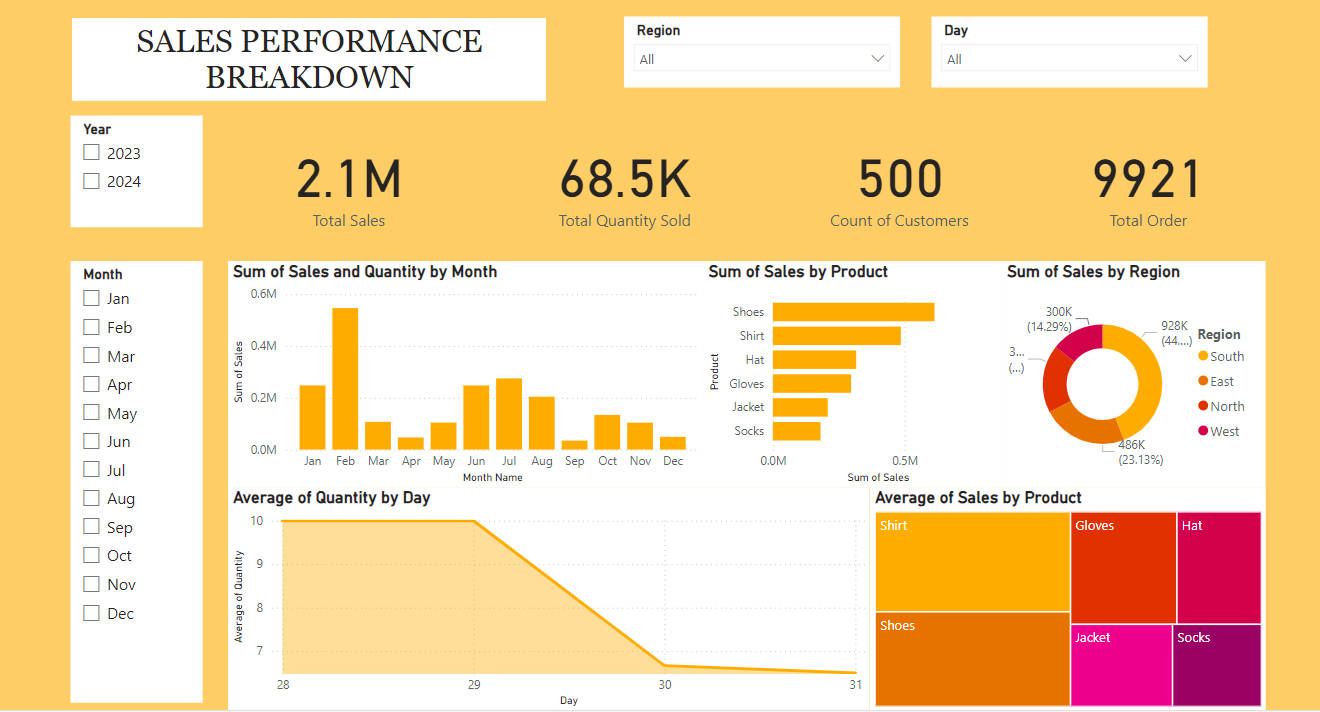 SALES PERFORMANCE
BREAKDOWN
Region
All
Day
All
Year
2023
2024
2.1M
Total Sales
68.5K
Total Quantity Sold
500
Count of Customers
9921
Total Order
Month
Jan
Feb
Mar
Apr
May
Jun
Jul
Aug
Sep
Oct
Nov
Dec
Sum of Sales and Quantity by Month
Sum of Sales
0.6M
0.4M
0.2M
0.0M
Jan Feb Mar Apr May Jun Jul Aug Sep Oct Nov Dec
Month Name
Sum of Sales by Product
Product
Shoes
Shirt
Hat
Gloves
Jacket
Socks
0.0M 0.5M
Sum of Sales
Sum of Sales by Region
300K
(14.29%)
928K
(44....)
3...
(...)
486K
(23.13%)
Region
South
East
North
West
Average of Quantity by Day
Average of Quantity
10
9
8
7
28 29 30 31
Day
Average of Sales by Product
Shirt
Shoes
Gloves
Hat
Jacket
Socks